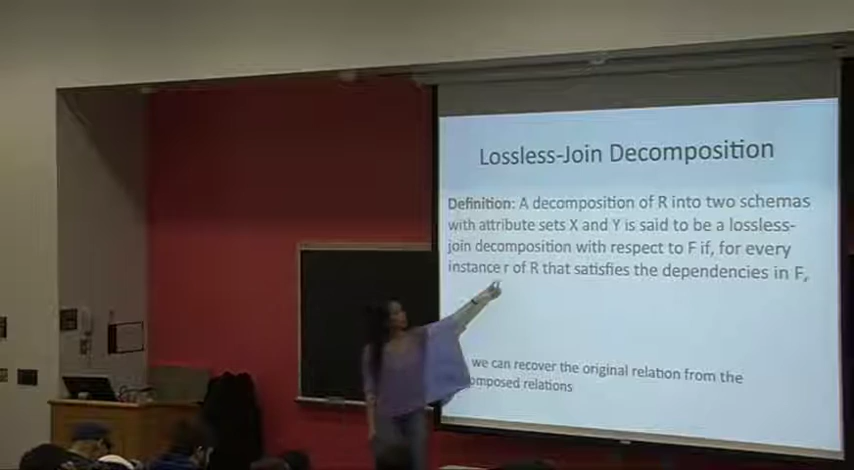 Lossless-Join Decomposition
Definition: A decomposition of R into two schemas
with attribute sets X and Y is said to be a lossless-
join decomposition with respect to F if, for every
instance r of R that satisfies the dependencies in F,
we can recover the original relation from the
omposed relations